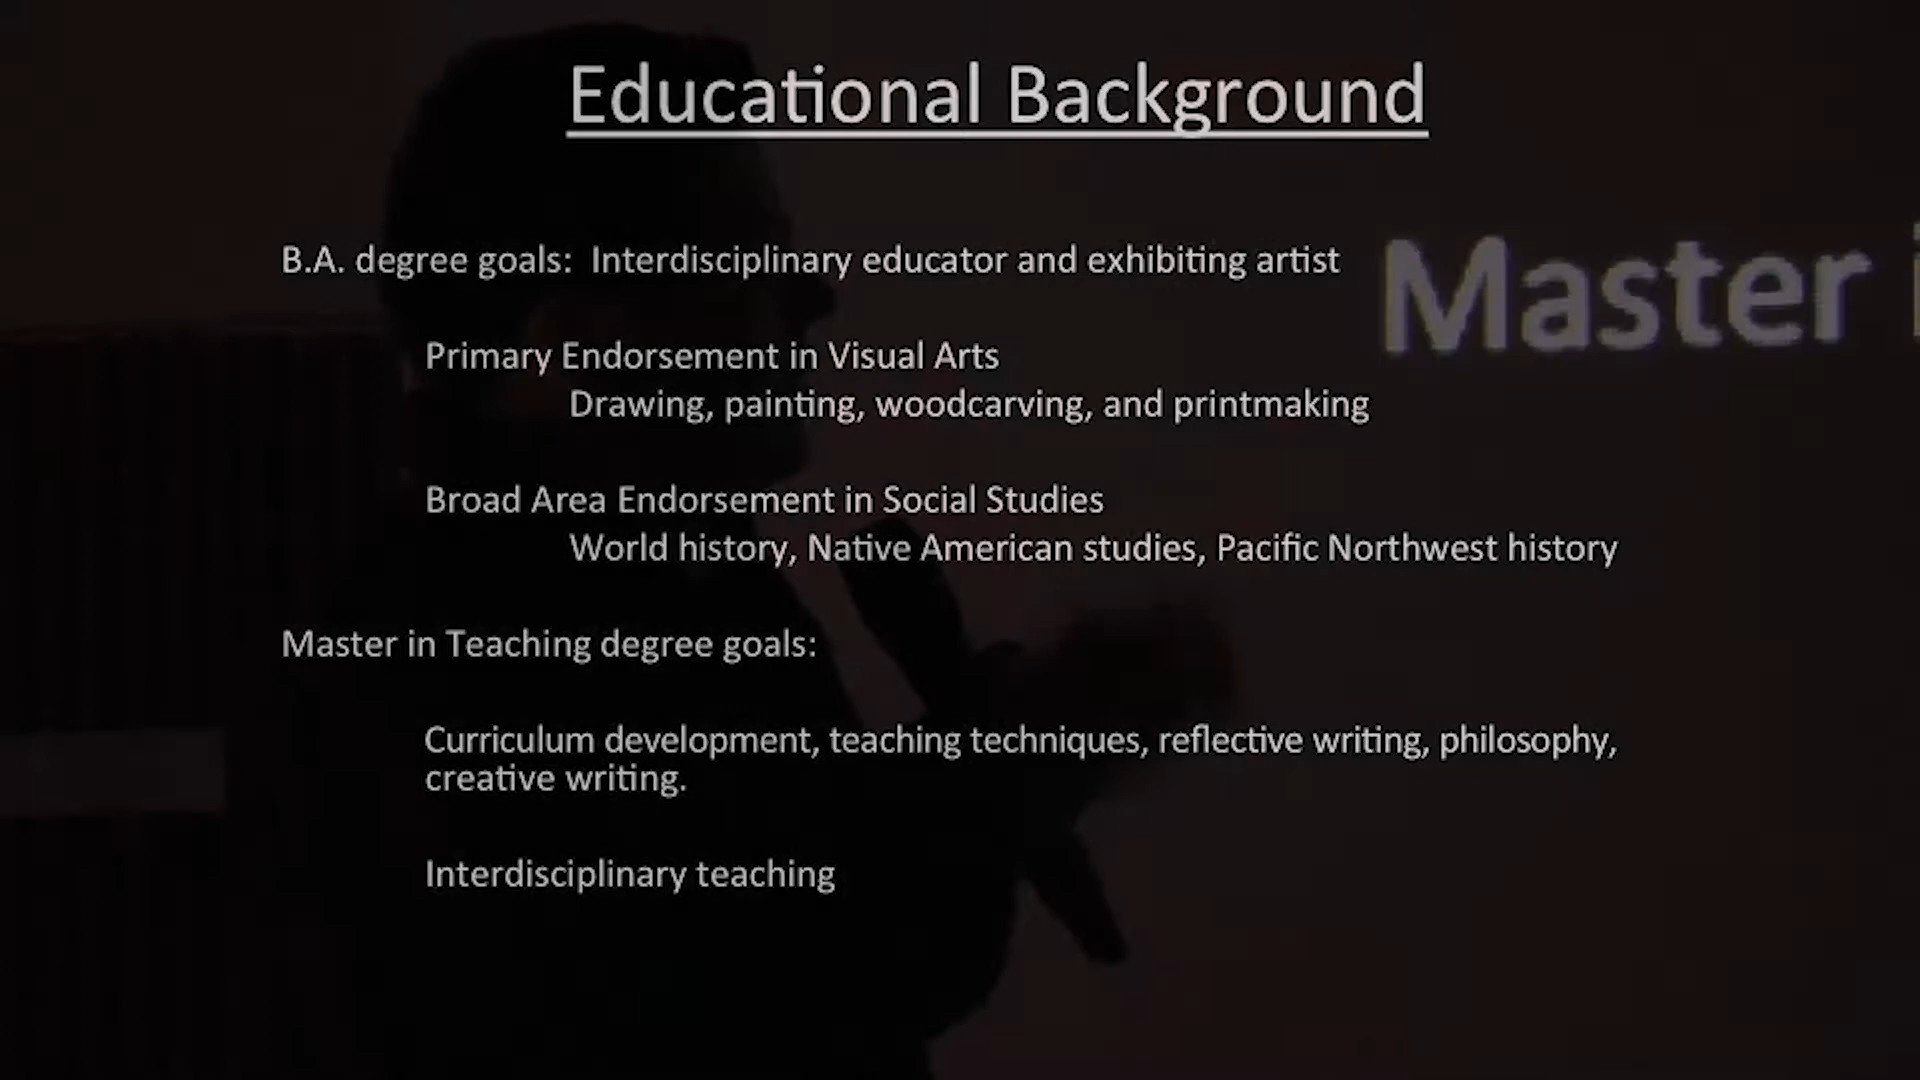 Educational Background
B.A. degree goals:  Interdisciplinary educator and exhibiting artist
Master
Primary Endorsement in Visual Arts
Drawing, painting, woodcarving, and printmaking
Broad Area Endorsement in Social Studies
World history, Native American studies, Pacific Northwest history
Master in Teaching degree goals:
Curriculum development, teaching techniques, reflective writing, philosophy,
creative writing.
Interdisciplinary teaching